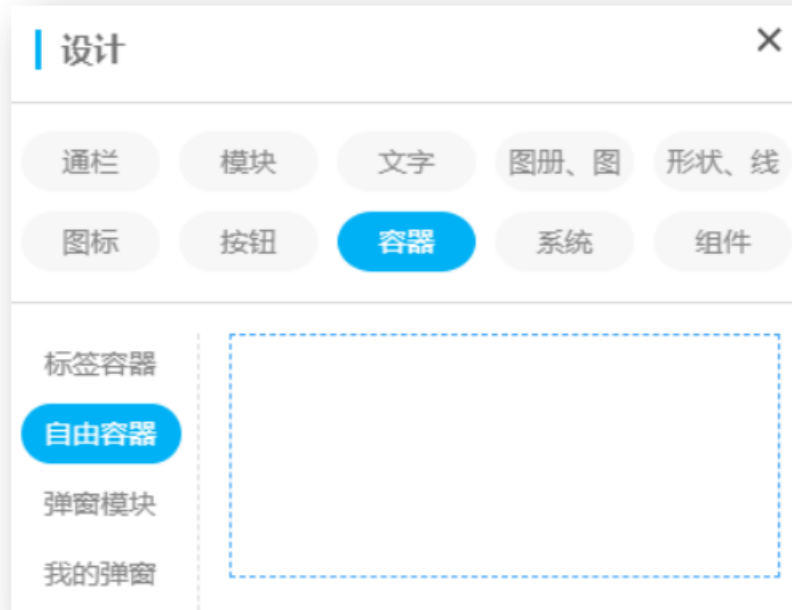 设计
通栏 模块 文字 图册、图 形状、线
图标 按钮 容器 系统 组件
标签容器
自由容器
弹窗模块
我的弹窗